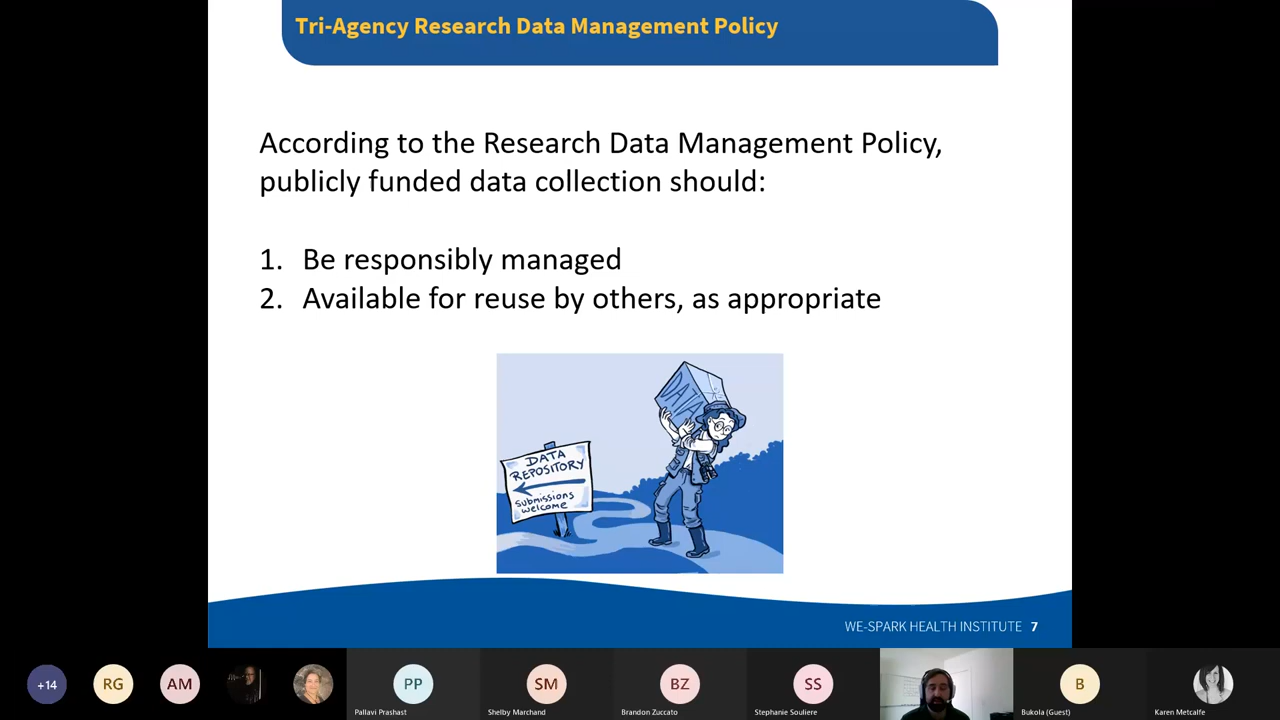 Tri-Agency Research Data Management Policy
According to the Research Data Management Policy,
publicly funded data collection should:
1. Be responsibly managed
2. Available for reuse by others, as appropriate
DATA
DATA
REPOSITORY
submissions
welcome
WE-SPARK HEALTH INSTITUTE 7
+14
RG
AM
PP
Pallavi Prashast
SM
Shelby Marchand
BZ
Brandon Zuccato
SS
Stephanie Souliere
B
Bukola (Guest)
Karen Metcalfe